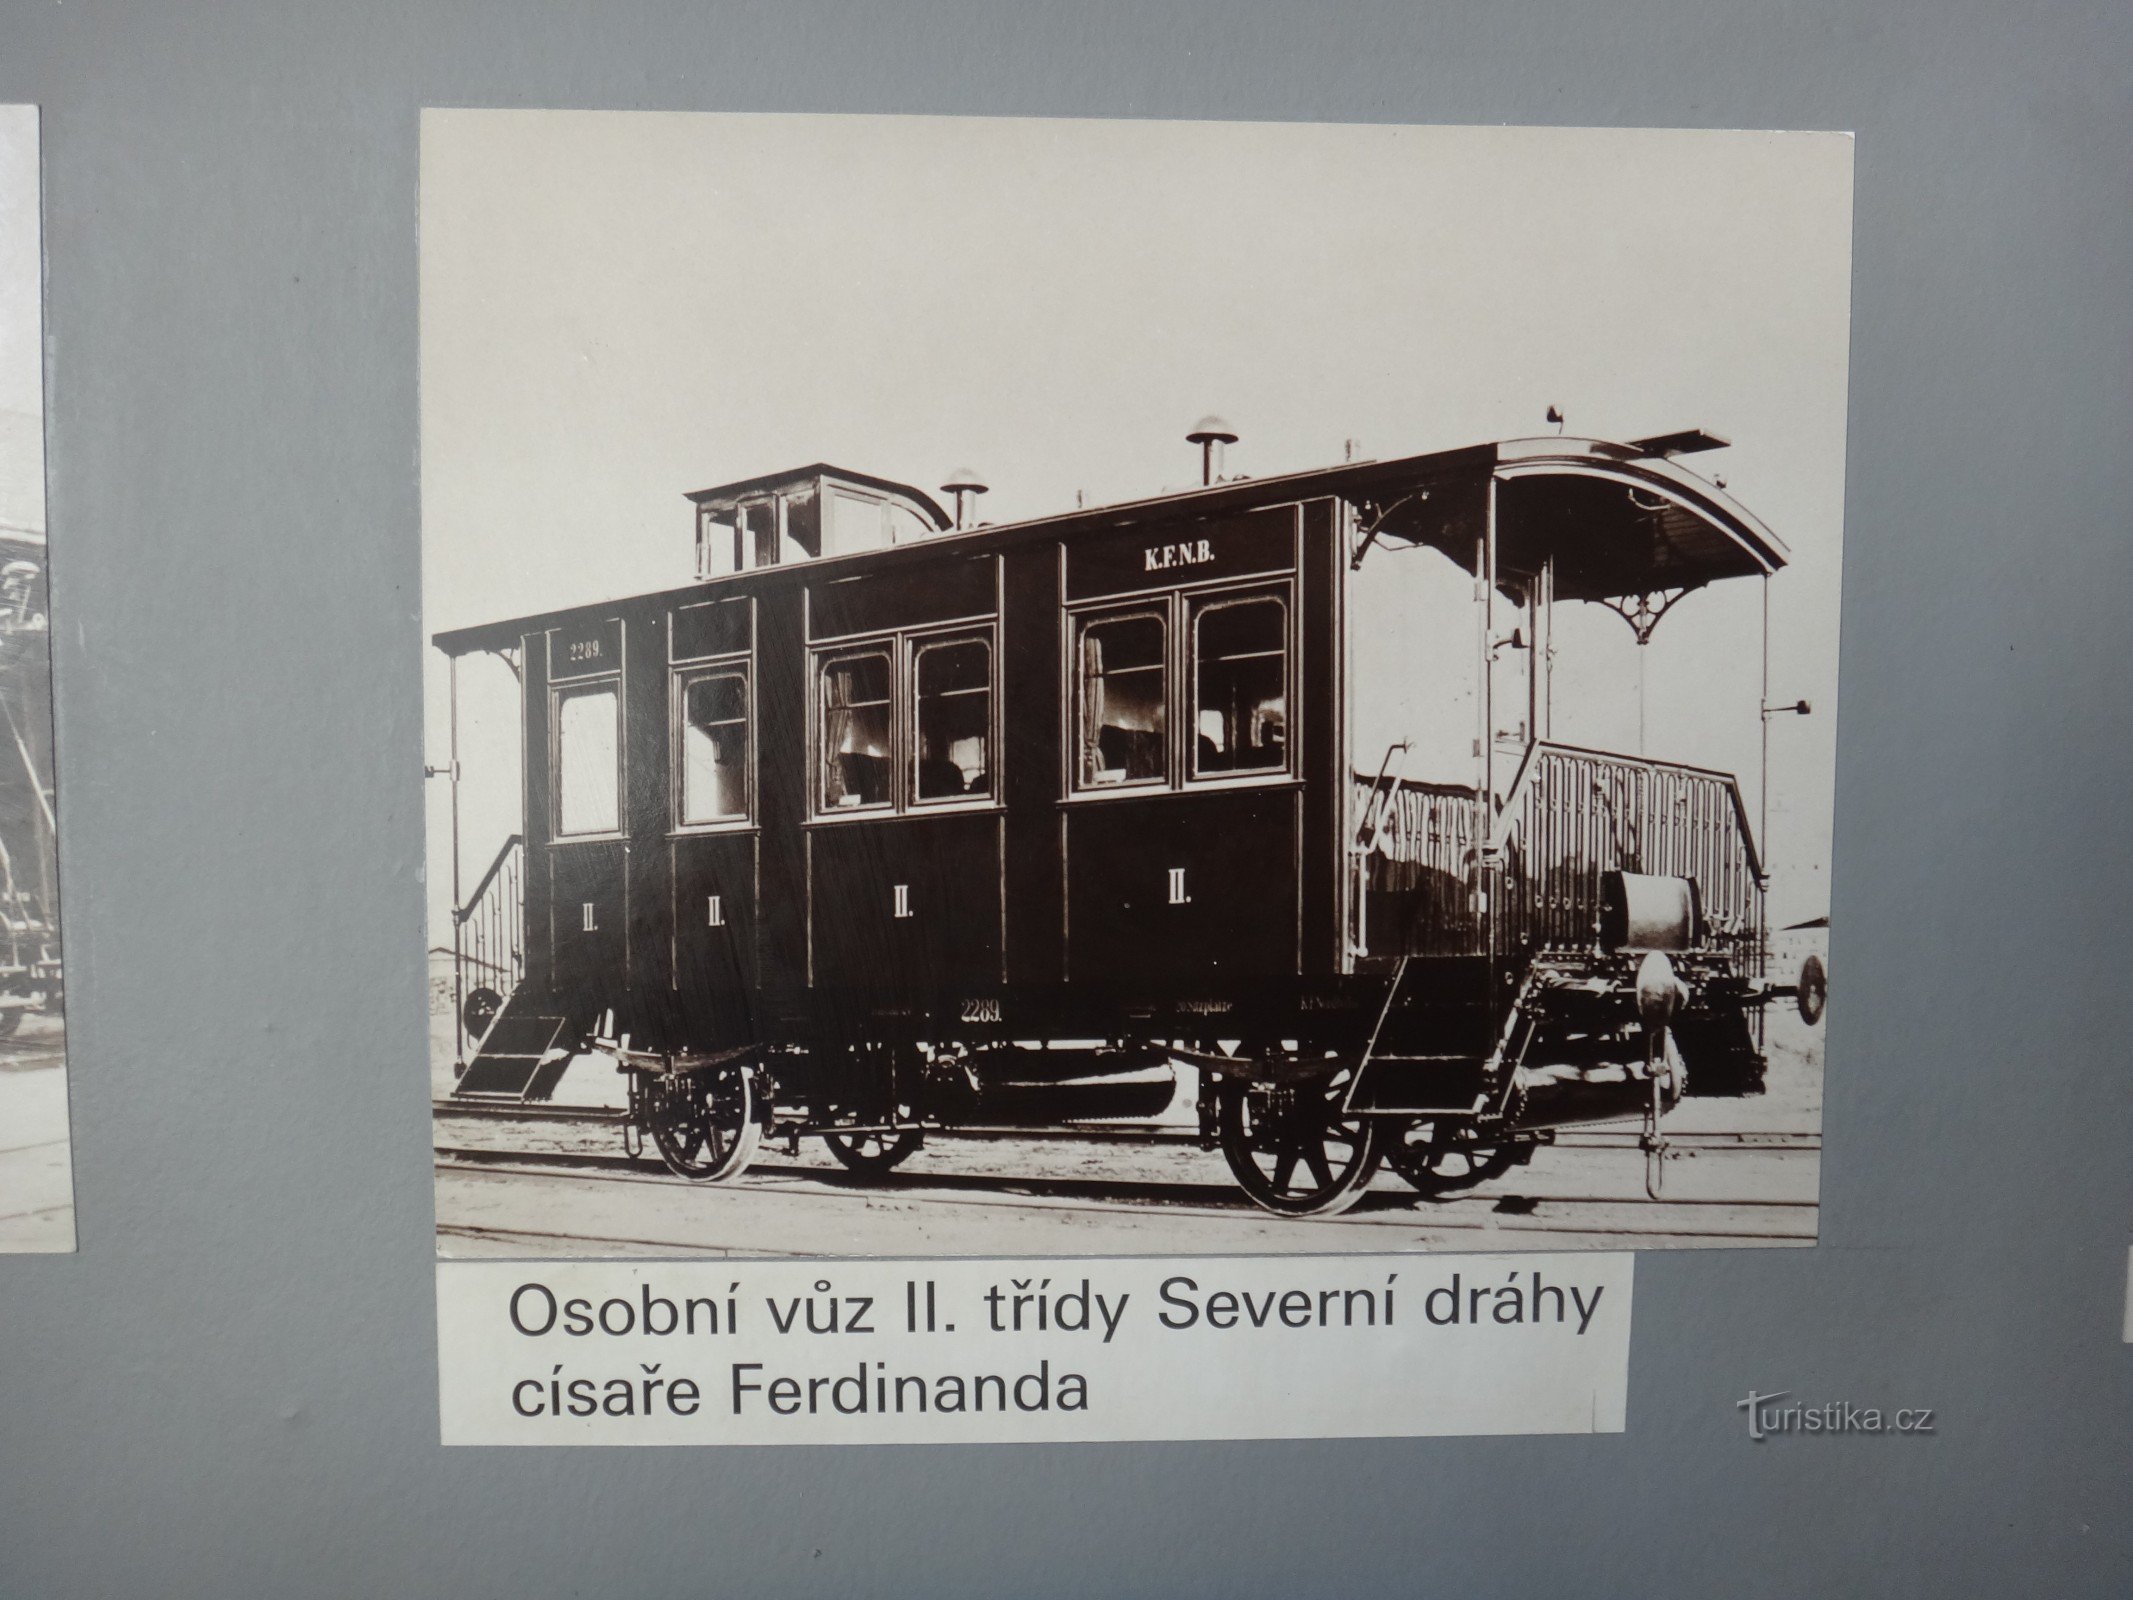 K.F.N.B.
2289.
II. II. II. II.
2289.
Osobní vůz II. třídy Severní dráhy
císaře Ferdinanda
Turistika.cz